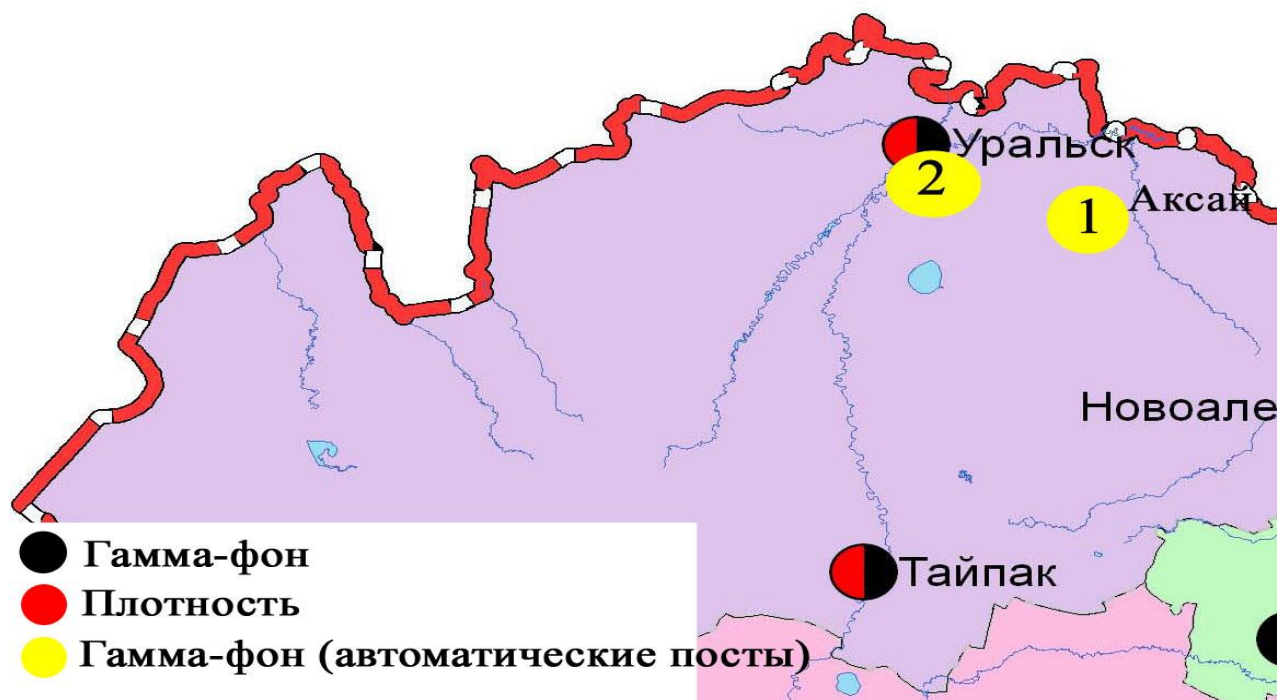 Уральск
2
Аксай
1
Новоале
Тайпак
Гамма-фон
Плотность
Гамма-фон (автоматические посты)